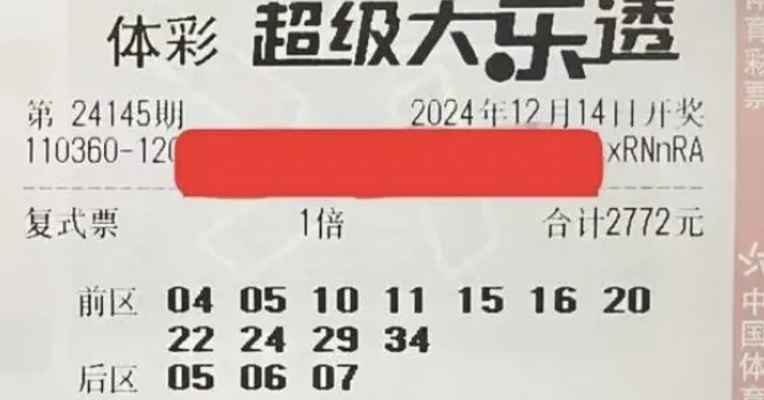 体彩 超级大乐透
第 24145期 2024年12月14日开奖
110360-120 xRNnRA
复式票 1倍 合计2772元
前区 04 05 10 11 15 16 20
22 24 29 34
后区 05 06 07
育彩票
中国体育